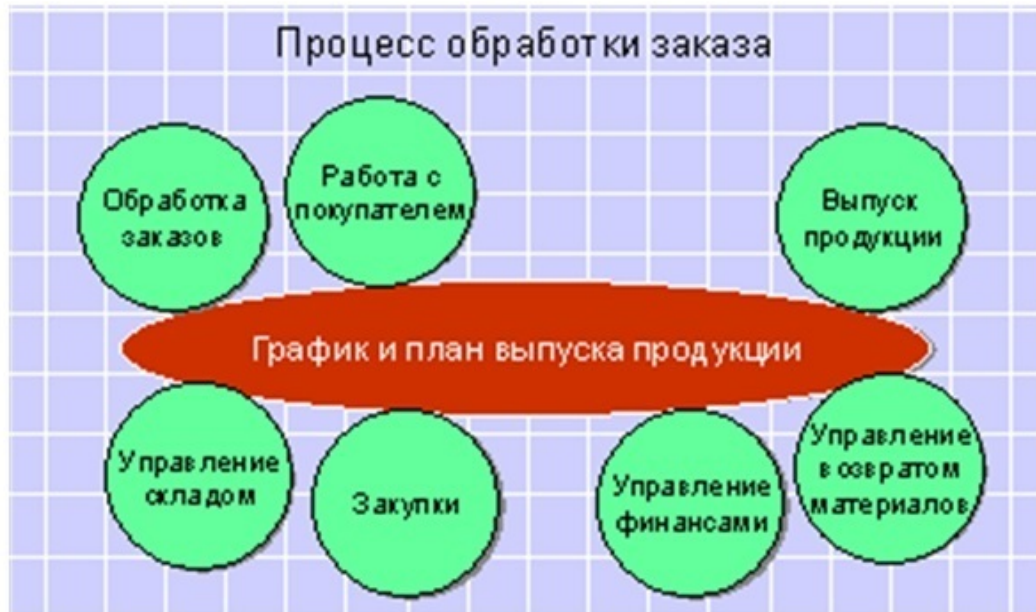 Процесс обработки заказа
Обработка
заказов
Работа с
покупателем
Выпуск
продукции
График и план выпуска продукции
Управление
складом
Закупки
Управление
финансами
Управление
возвратом
материалов